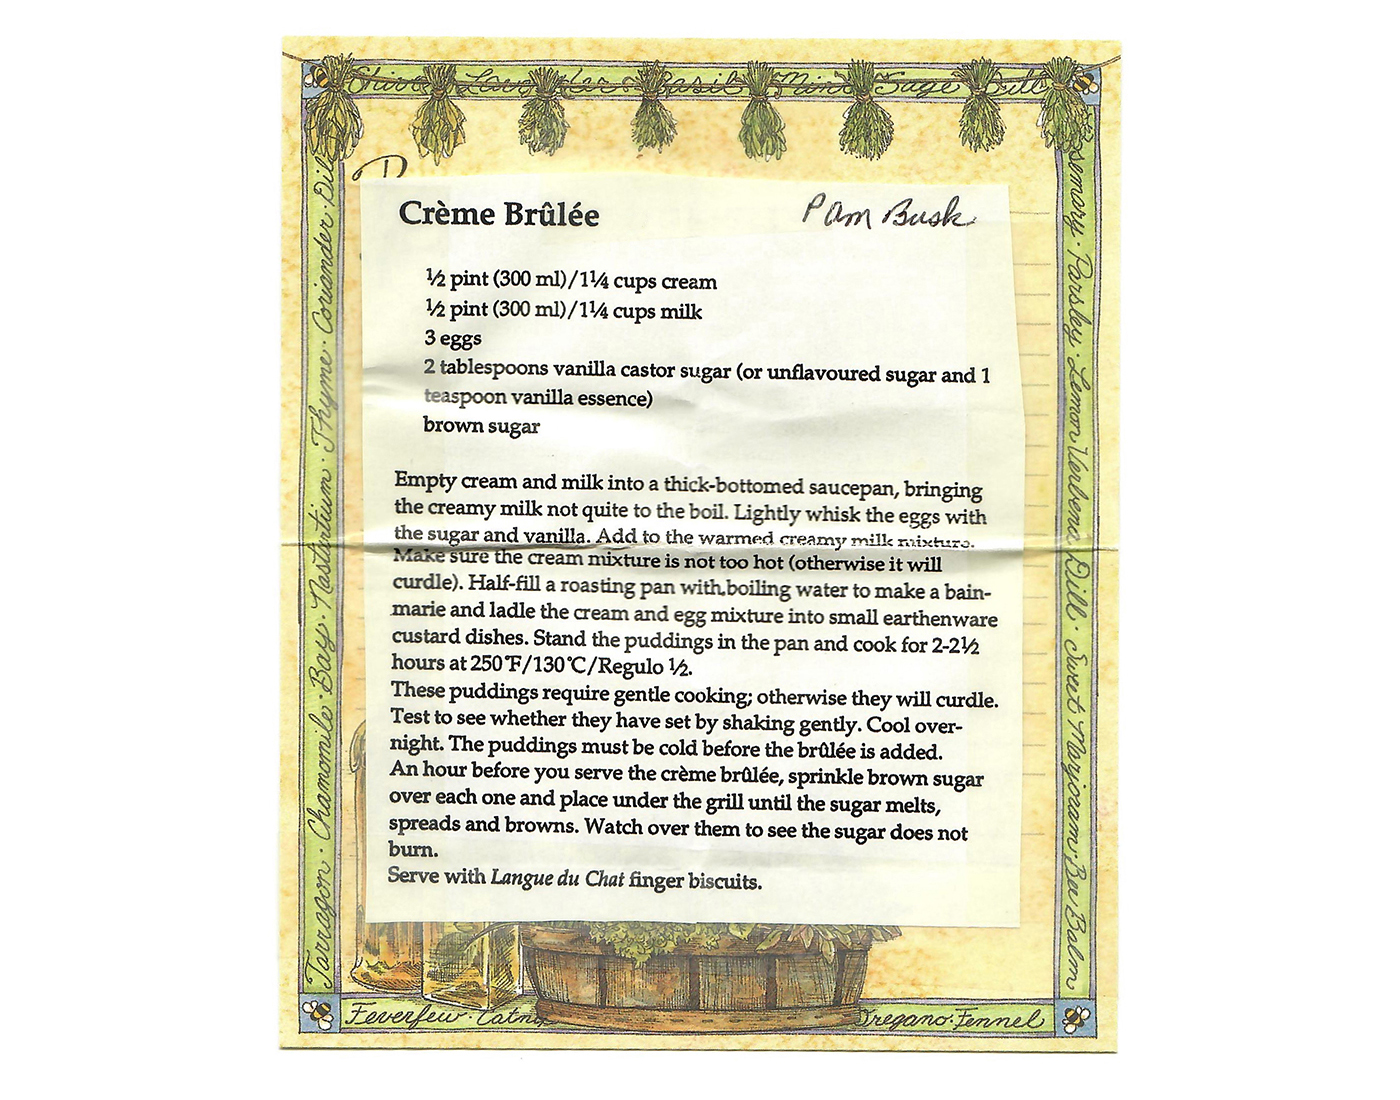 Chives Lavender Basil Mint Sage Dill
Crème Brûlée
Pam Busk
½ pint (300 ml)/1¼ cups cream
½ pint (300 ml)/1¼ cups milk
3 eggs
2 tablespoons vanilla castor sugar (or unflavoured sugar and 1
teaspoon vanilla essence)
brown sugar
Empty cream and milk into a thick-bottomed saucepan, bringing
the creamy milk not quite to the boil. Lightly whisk the eggs with
the sugar and vanilla. Add to the warmed creamy milk mixture.
Make sure the cream mixture is not too hot (otherwise it will
curdle). Half-fill a roasting pan with boiling water to make a bain-
marie and ladle the cream and egg mixture into small earthenware
custard dishes. Stand the puddings in the pan and cook for 2-2½
hours at 250°F/130°C/Regulo ½.
These puddings require gentle cooking; otherwise they will curdle.
Test to see whether they have set by shaking gently. Cool over-
night. The puddings must be cold before the brûlée is added.
An hour before you serve the crème brûlée, sprinkle brown sugar
over each one and place under the grill until the sugar melts,
spreads and browns. Watch over them to see the sugar does not
burn.
Serve with Langue du Chat finger biscuits.
Tarragon · Chamomile · Bay · Nasturtium · Thyme · Coriander · Dill
Rosemary · Parsley · Lemon Verbena · Dill · Sweet Marjoram · Bee Balm
Feverfew · Catnip
Oregano · Fennel